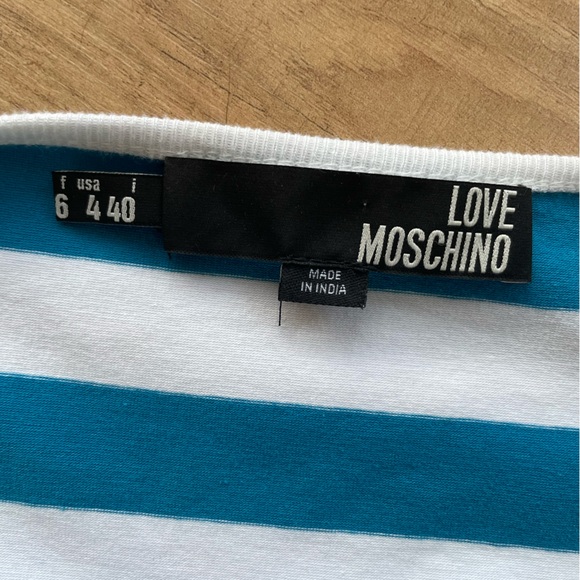 f usa i
6 4 40
LOVE
MOSCHINO
MADE
IN INDIA